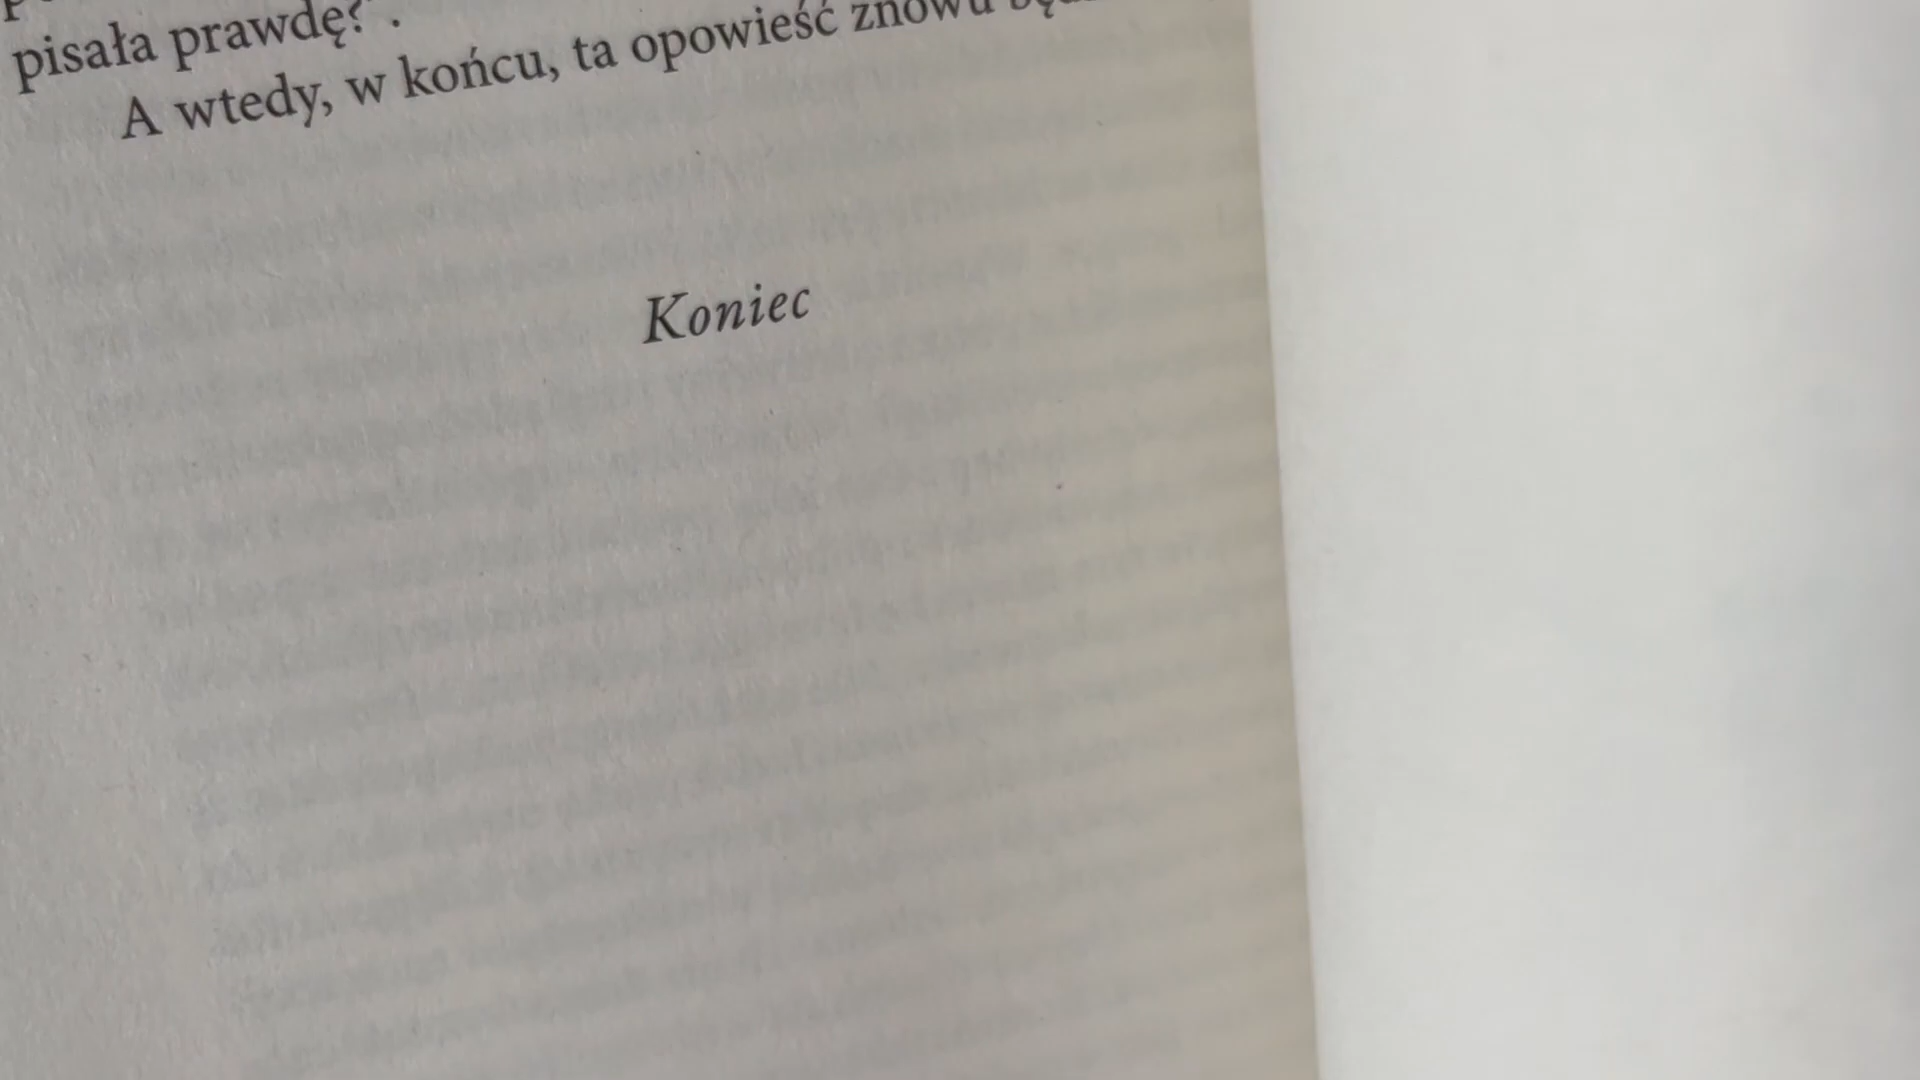 pisała prawdę?".
A wtedy, w końcu, ta opowieść znowu
Koniec